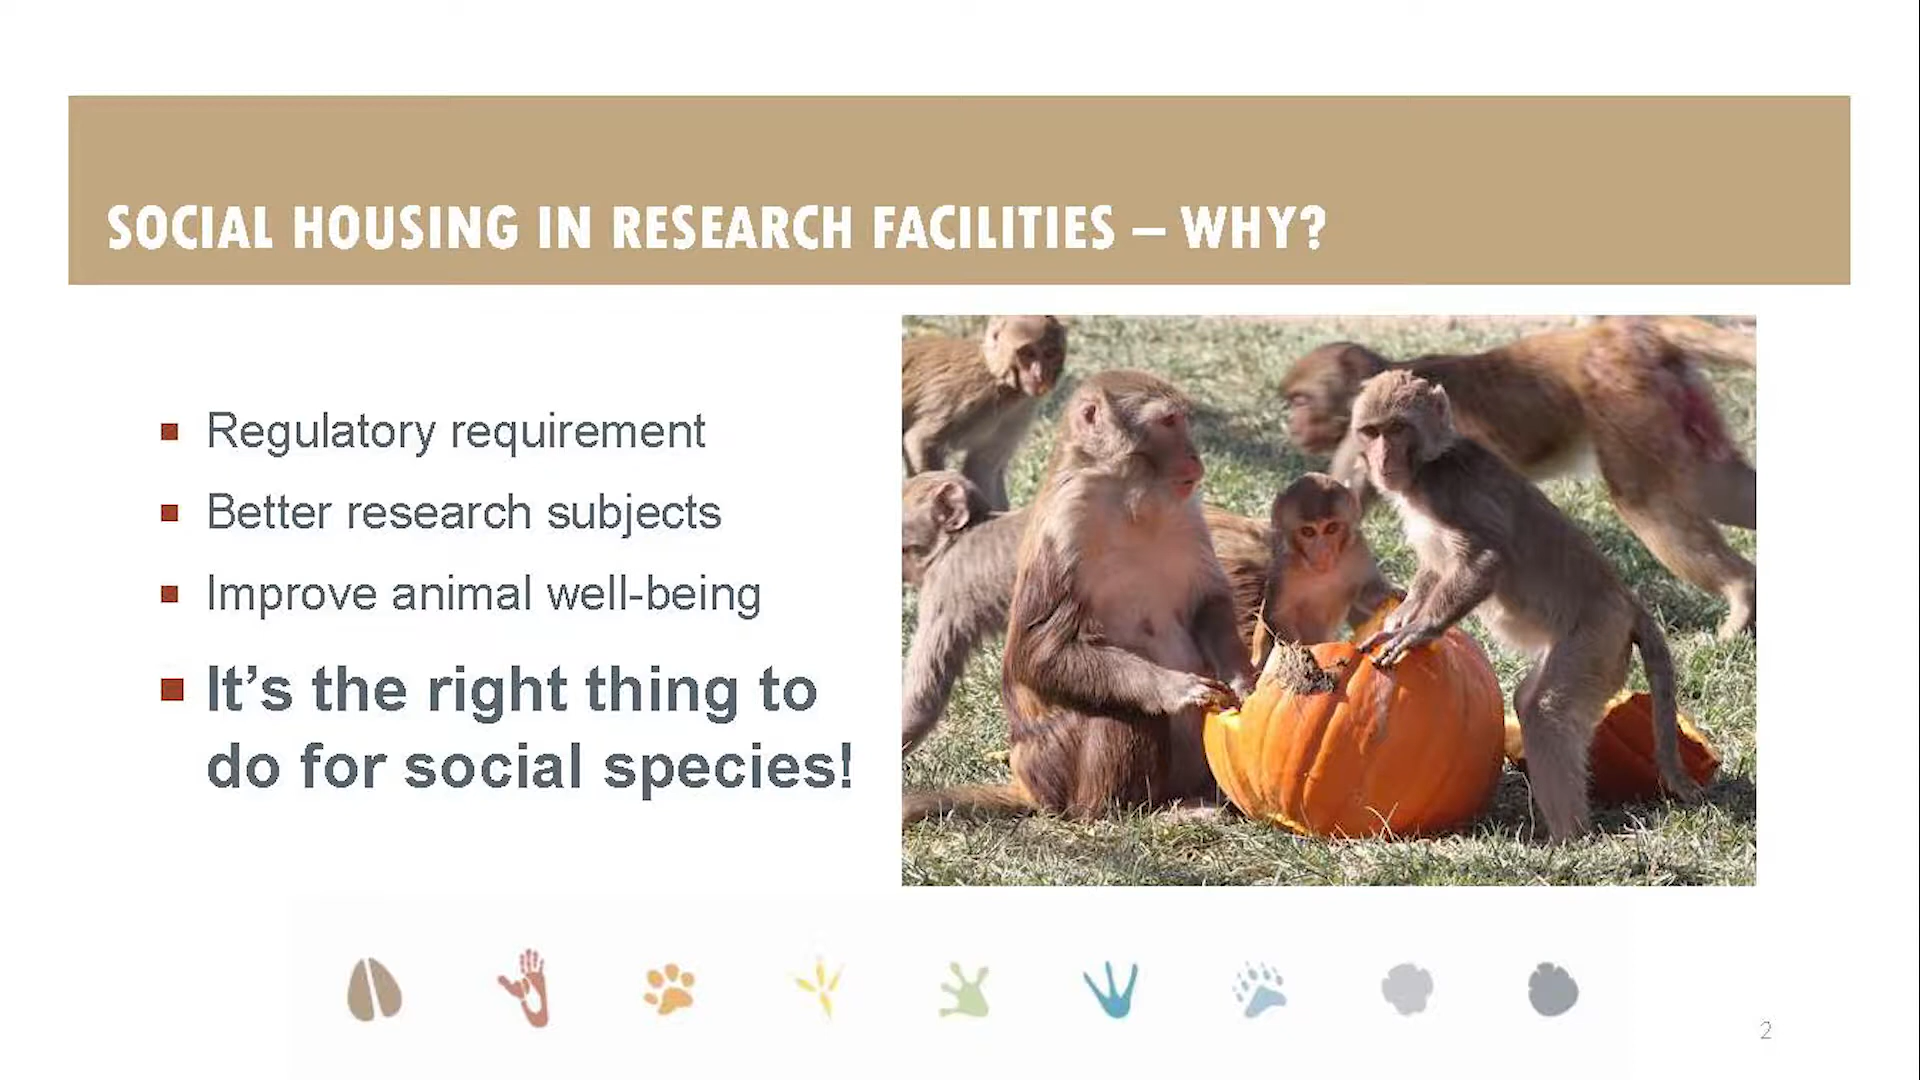 SOCIAL HOUSING IN RESEARCH FACILITIES – WHY?
Regulatory requirement
Better research subjects
Improve animal well-being
It’s the right thing to
do for social species!
2